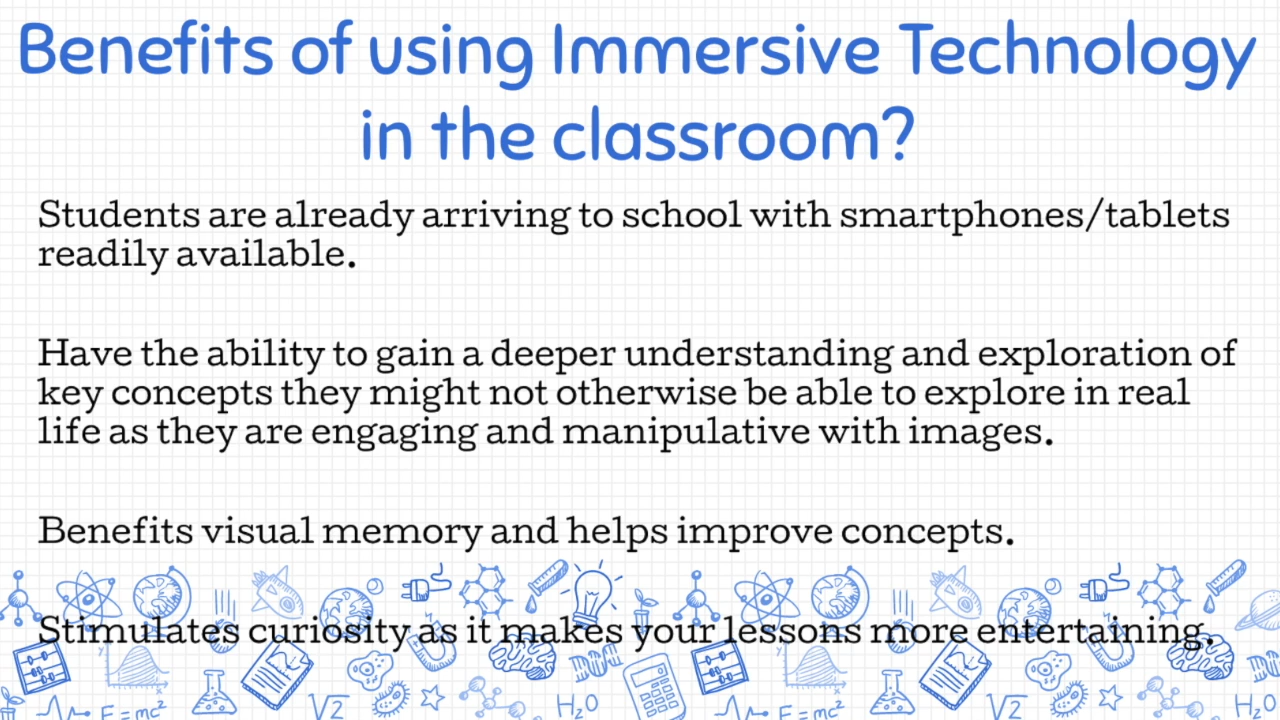 Benefits of using Immersive Technology
in the classroom?
Students are already arriving to school with smartphones/tablets
readily available.
Have the ability to gain a deeper understanding and exploration of
key concepts they might not otherwise be able to explore in real
life as they are engaging and manipulative with images.
Benefits visual memory and helps improve concepts.
Stimulates curiosity as it makes your lessons more entertaining.
y x y x
E=mc² √2 H₂O E=mc² √2 H₂O